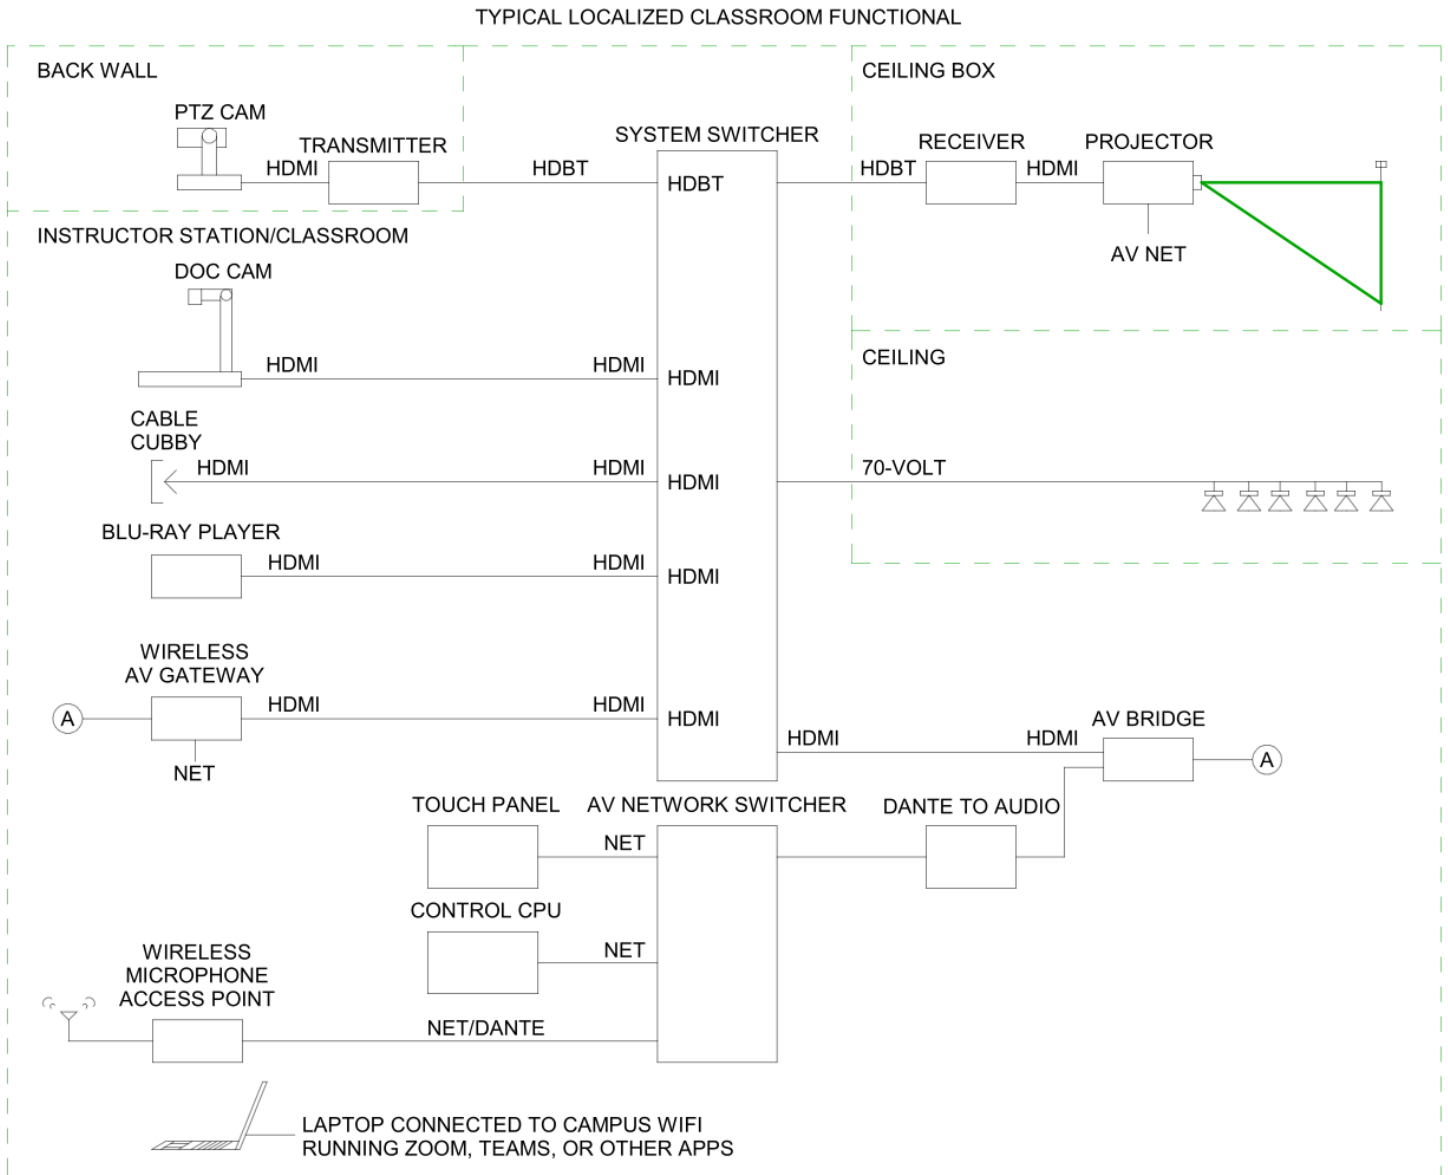 TYPICAL LOCALIZED CLASSROOM FUNCTIONAL
BACK WALL
CEILING BOX
PTZ CAM
TRANSMITTER
SYSTEM SWITCHER
RECEIVER
PROJECTOR
HDMI
HDBT
HDBT
HDBT
HDMI
AV NET
INSTRUCTOR STATION/CLASSROOM
DOC CAM
HDMI
HDMI
HDMI
CEILING
CABLE
CUBBY
HDMI
HDMI
HDMI
70-VOLT
BLU-RAY PLAYER
HDMI
HDMI
HDMI
WIRELESS
AV GATEWAY
A
HDMI
HDMI
HDMI
NET
HDMI
HDMI
AV BRIDGE
A
TOUCH PANEL
AV NETWORK SWITCHER
DANTE TO AUDIO
NET
CONTROL CPU
NET
WIRELESS
MICROPHONE
ACCESS POINT
NET/DANTE
LAPTOP CONNECTED TO CAMPUS WIFI
RUNNING ZOOM, TEAMS, OR OTHER APPS